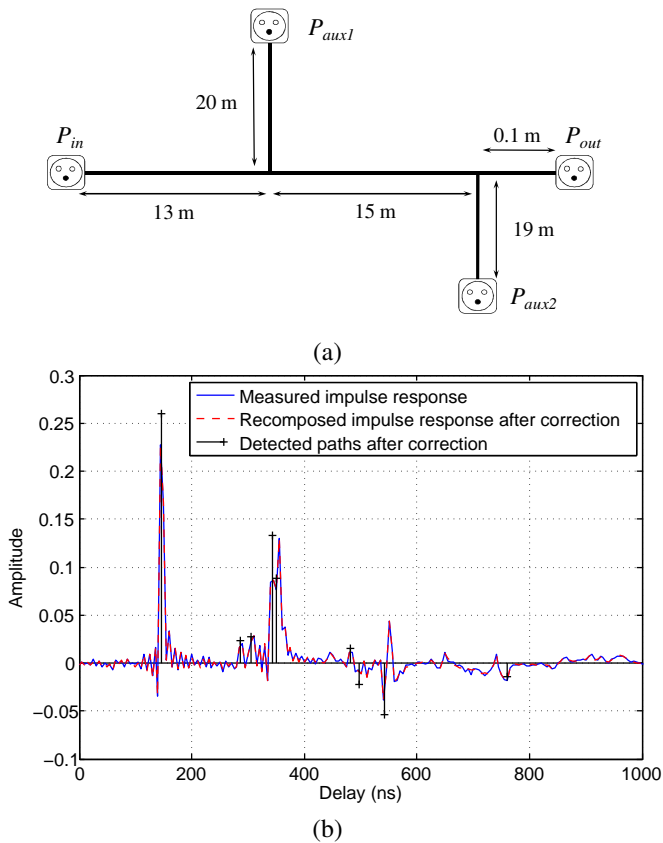 P_aux1
20 m
P_in
0.1 m
P_out
13 m
15 m
19 m
P_aux2
(a)
0.3
0.25
0.2
0.15
0.1
0.05
0
−0.05
−0.1
Amplitude
Measured impulse response
Recomposed impulse response after correction
Detected paths after correction
0 200 400 600 800 1000
Delay (ns)
(b)